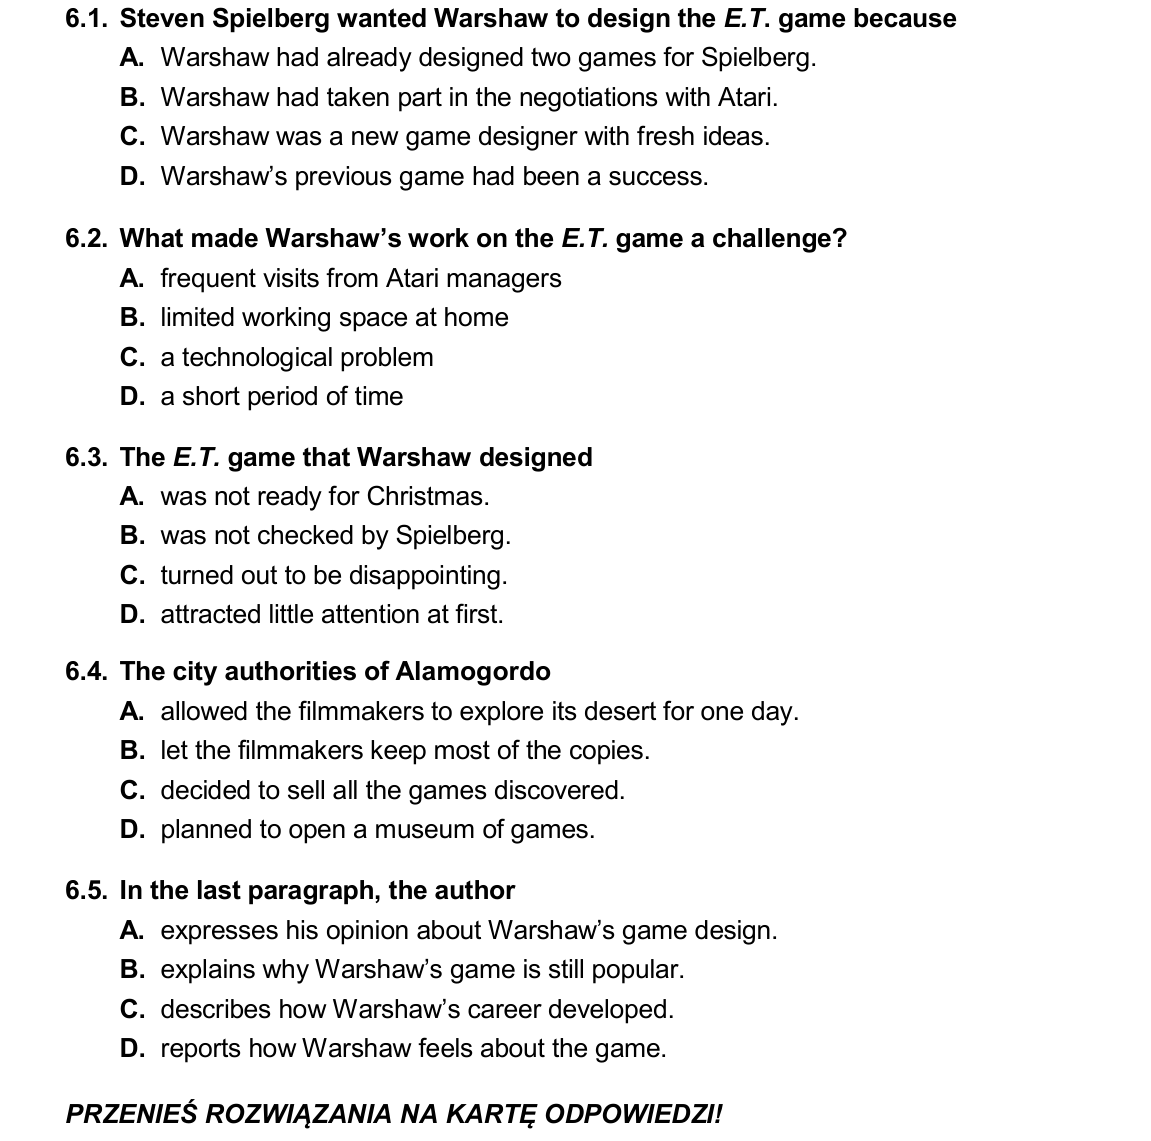 6.1. Steven Spielberg wanted Warshaw to design the E.T. game because
A. Warshaw had already designed two games for Spielberg.
B. Warshaw had taken part in the negotiations with Atari.
C. Warshaw was a new game designer with fresh ideas.
D. Warshaw’s previous game had been a success.
6.2. What made Warshaw’s work on the E.T. game a challenge?
A. frequent visits from Atari managers
B. limited working space at home
C. a technological problem
D. a short period of time
6.3. The E.T. game that Warshaw designed
A. was not ready for Christmas.
B. was not checked by Spielberg.
C. turned out to be disappointing.
D. attracted little attention at first.
6.4. The city authorities of Alamogordo
A. allowed the filmmakers to explore its desert for one day.
B. let the filmmakers keep most of the copies.
C. decided to sell all the games discovered.
D. planned to open a museum of games.
6.5. In the last paragraph, the author
A. expresses his opinion about Warshaw’s game design.
B. explains why Warshaw’s game is still popular.
C. describes how Warshaw’s career developed.
D. reports how Warshaw feels about the game.
PRZENIEŚ ROZWIĄZANIA NA KARTĘ ODPOWIEDZI!